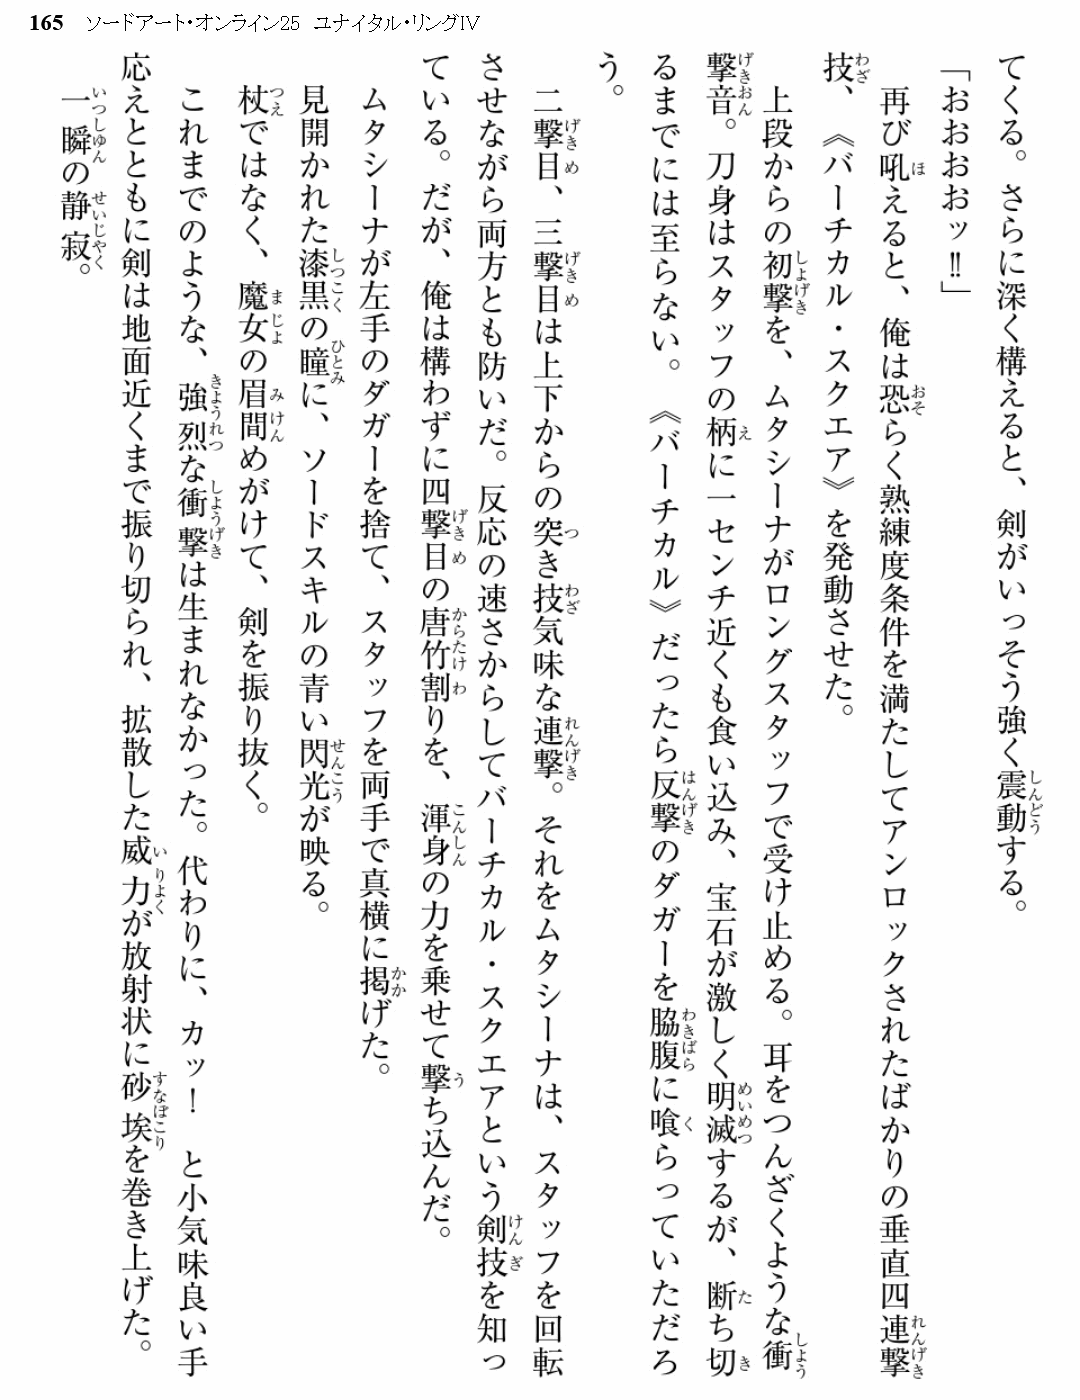 165 ソードアート・オンライン25 ユナイタル・リングⅣ
てくる。さらに深く構えると、剣がいっそう強く震動する。
「おおおおッ‼」
再び吼えると、俺は恐らく熟練度条件を満たしてアンロックされたばかりの垂直四連撃
技、《バーチカル・スクエア》を発動させた。
上段からの初撃を、ムタシーナがロングスタッフで受け止める。耳をつんざくような衝
撃音。刀身はスタッフの柄に一センチ近くも食い込み、宝石が激しく明滅するが、断ち切
るまでには至らない。《バーチカル》だったら反撃のダガーを脇腹に喰らっていただろ
う。
二撃目、三撃目は上下からの突き技気味な連撃。それをムタシーナは、スタッフを回転
させながら両方とも防いだ。反応の速さからしてバーチカル・スクエアという剣技を知っ
ている。だが、俺は構わずに四撃目の唐竹割りを、渾身の力を乗せて撃ち込んだ。
ムタシーナが左手のダガーを捨て、スタッフを両手で真横に掲げた。
見開かれた漆黒の瞳に、ソードスキルの青い閃光が映る。
杖ではなく、魔女の眉間めがけて、剣を振り抜く。
これまでのような、強烈な衝撃は生まれなかった。代わりに、カッ！ と小気味良い手
応えとともに剣は地面近くまで振り切られ、拡散した威力が放射状に砂埃を巻き上げた。
一瞬の静寂。